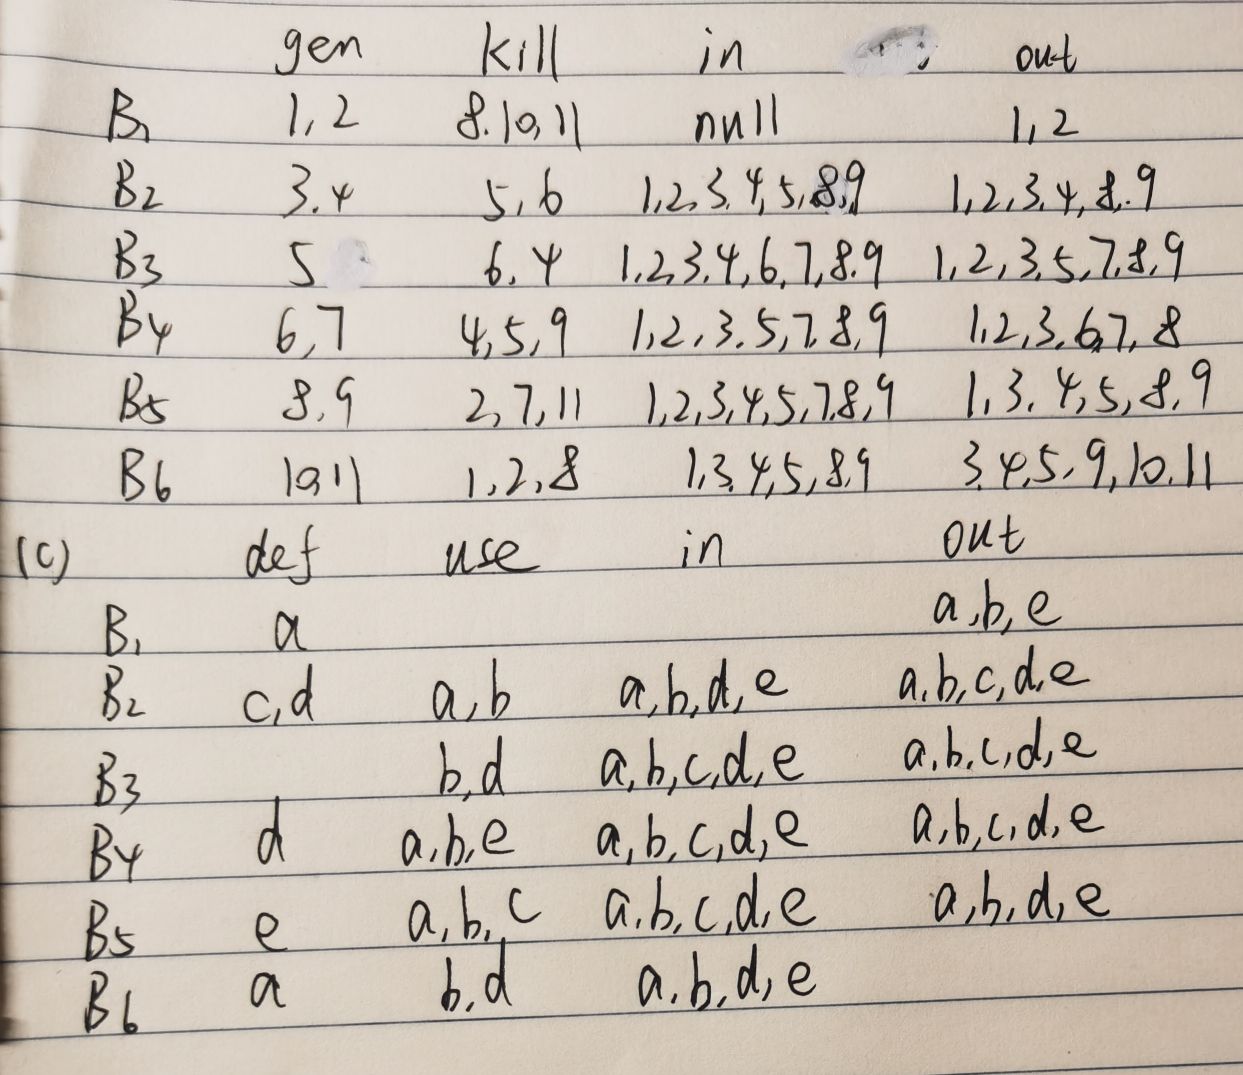 gen kill in out
B1 1,2 8.10,11 null 1,2
B2 3.4 5,6 1,2,3.4,5,8,9 1,2,3.4,8,.9
B3 5 6.4 1,2,3.4,6,7,8.9 1,2,3.5,7,8,9
B4 6,7 4,5,9 1,2,3.5,7,8,9 1,2,3,6,7,8
B5 8,9 2,7,11 1,2,3,4,5,7,8,9 1,3.4,5,8,9
B6 10,11 1,2,8 1,3.4,5,8,9 3.4,5.9,10.11
(c) def use in out
B1 a a,b,e
B2 c,d a,b a,b,d,e a.b,c,d,e
B3 b,d a,b,c,d,e a.b.c,d,e
B4 d a,b,e a,b.c,d,e a,b,c,d,e
B5 e a,b,c a.b,c,d,e a,b,d,e
B6 a b,d a.b,d,e